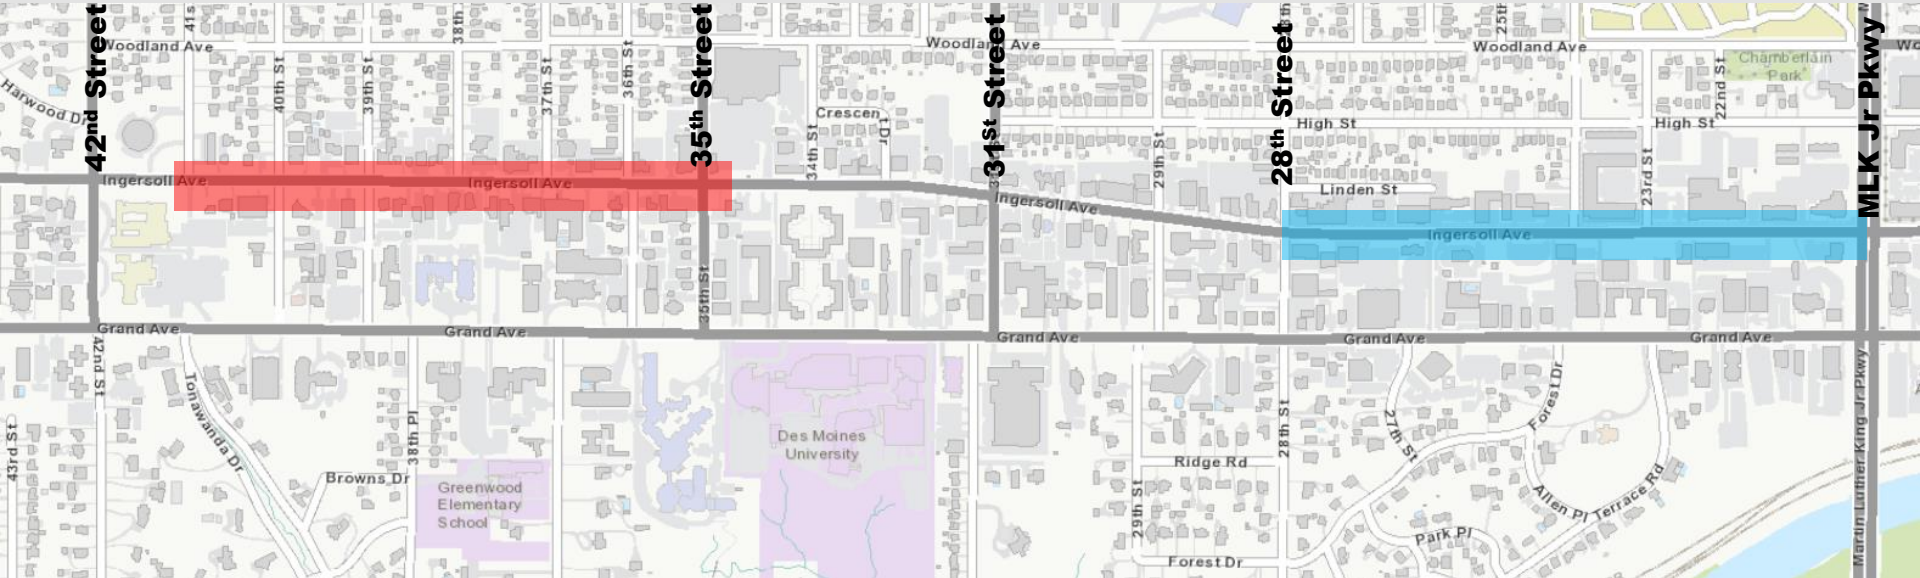 42nd Street
35th Street
31st Street
28th Street
MLK Jr Pkwy
Woodland Ave
Woodland Ave
Woodland Ave
Harwood Dr
40th St
39th St
38th
37th St
36th St
34th St
Crescent Dr
29th St
25th
22nd St
23rd St
Chamberlain
Park
High St
High St
Linden St
Ingersoll Ave
Ingersoll Ave
Ingersoll Ave
Ingersoll Ave
35th St
Grand Ave
Grand Ave
Grand Ave
Grand Ave
Grand Ave
42nd St
43rd St
Tonawanda Dr
38th Pl
Browns Dr
Greenwood
Elementary
School
Des Moines
University
Ridge Rd
29th St
28th St
27th St
Forest Dr
Forest Dr
Allen Pl
Terrace Rd
Park Pl
Martin Luther King Jr Pkwy